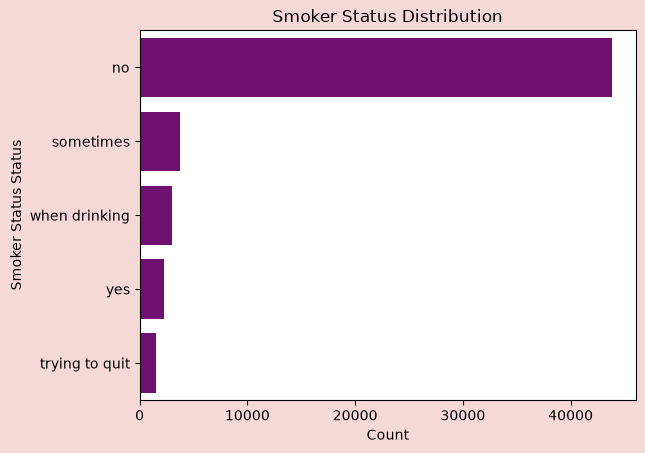 Smoker Status Distribution
Smoker Status Status
no
sometimes
when drinking
yes
trying to quit
0 10000 20000 30000 40000
Count